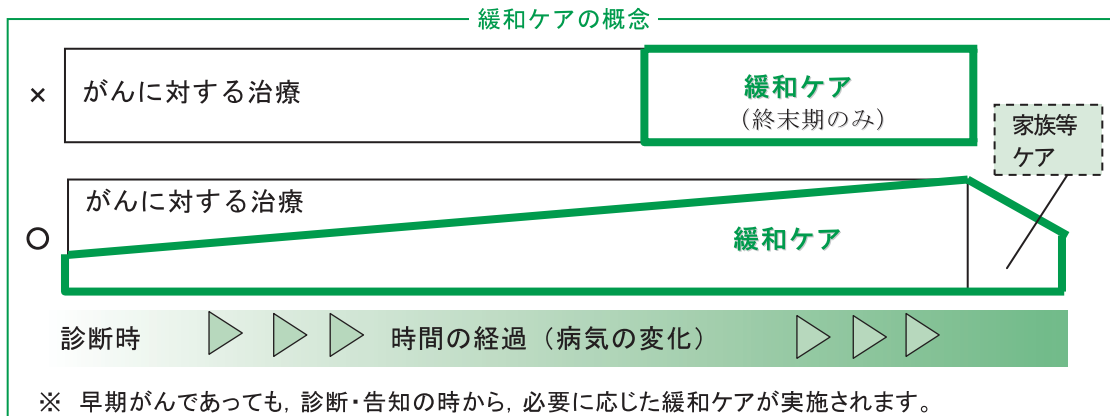 緩和ケアの概念
× がんに対する治療 緩和ケア
（終末期のみ）
家族等
ケア
がんに対する治療
○ 緩和ケア
診断時 時間の経過（病気の変化）
※ 早期がんであっても，診断・告知の時から，必要に応じた緩和ケアが実施されます。